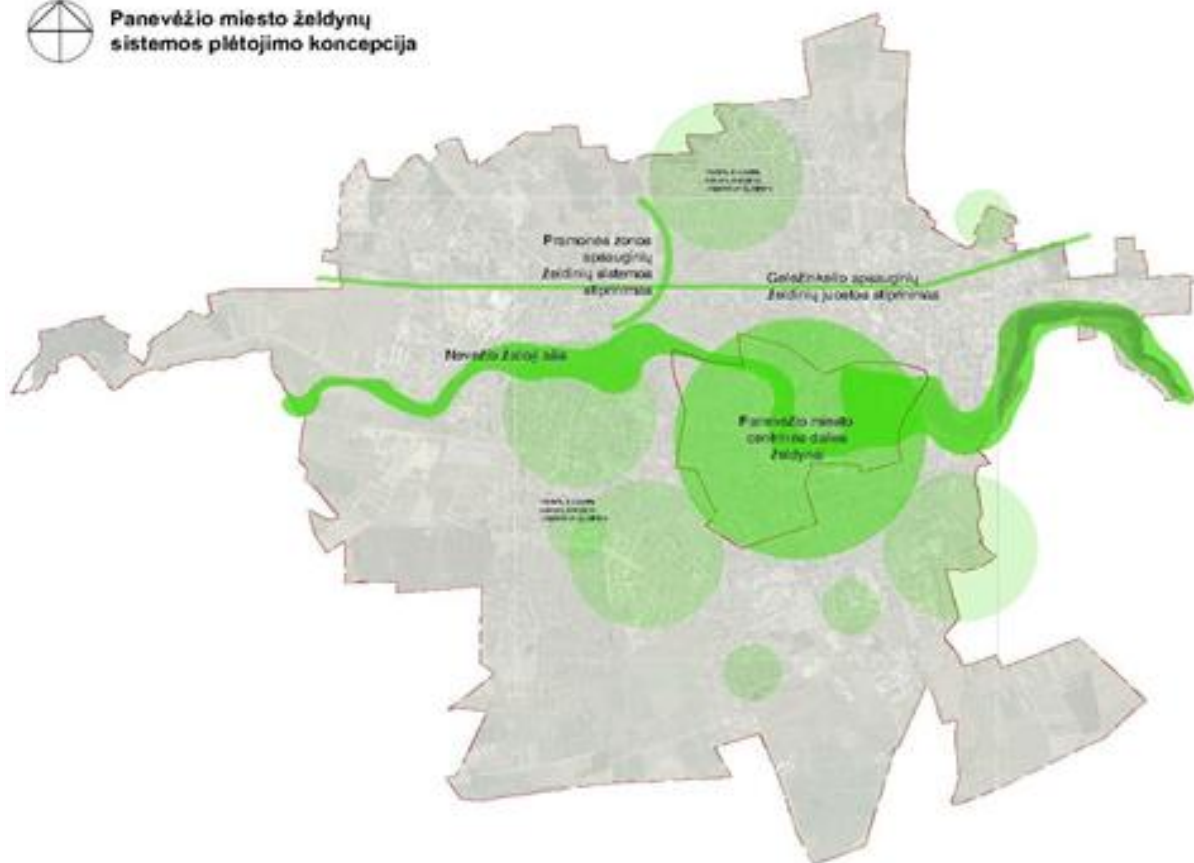 Panevėžio miesto želdynų
sistemos plėtojimo koncepcija
Pramonės zonos
apsauginių
želdinių sistemos
stiprinimas
Geležinkelio apsauginių
želdinių juostos stiprinimas
Nevėžio žalioji ašis
Panevėžio miesto
centrinės dalies
želdynai